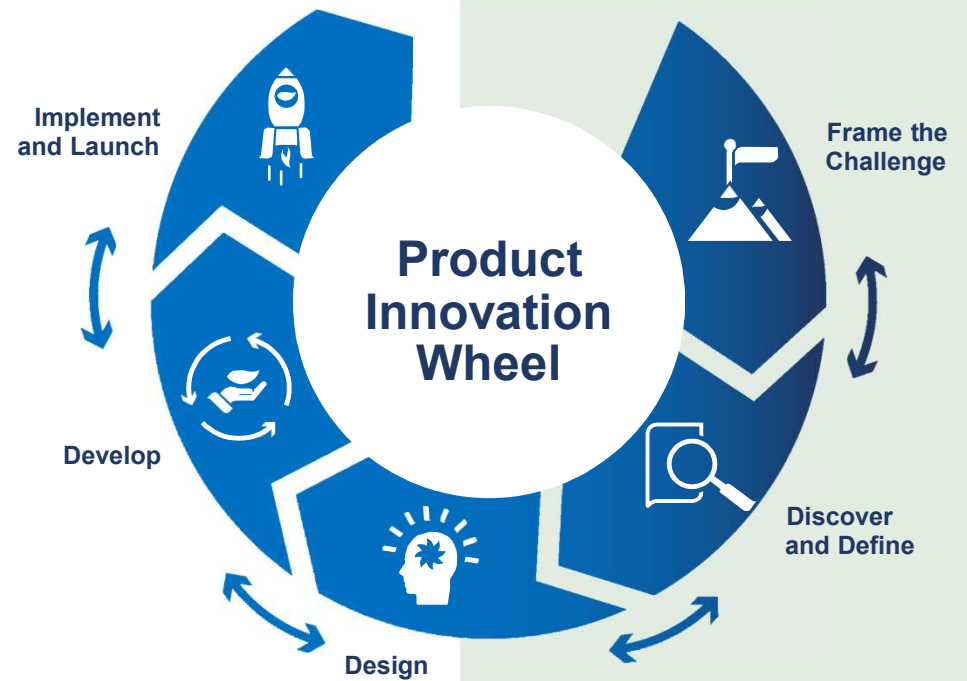 Product
Innovation
Wheel
Frame the
Challenge
Discover
and Define
Design
Develop
Implement
and Launch